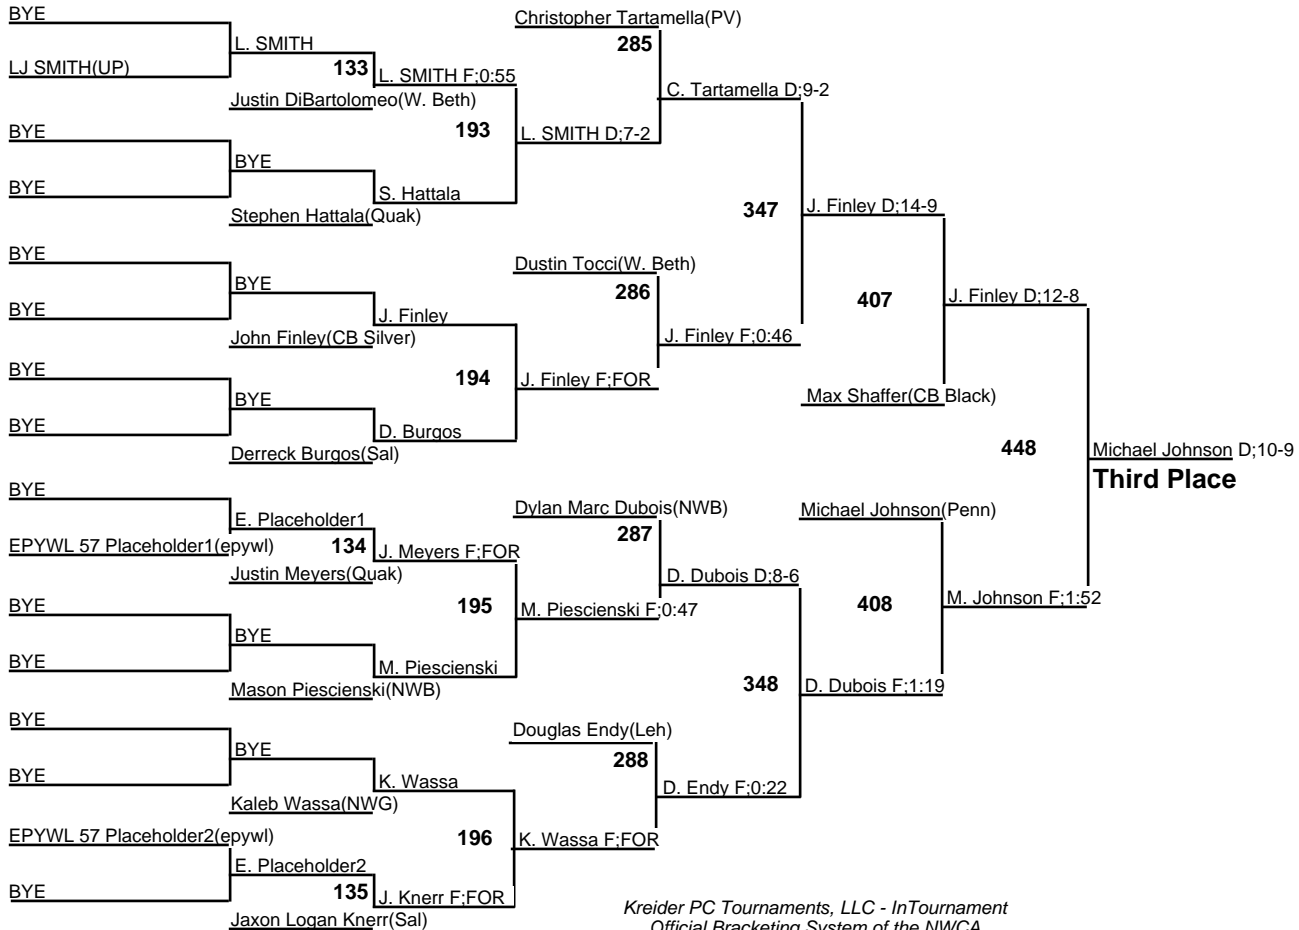 BYE
Christopher Tartamella(PV)
285
L. SMITH
LJ SMITH(UP)
133
L. SMITH F;0:55
C. Tartamella D;9-2
Justin DiBartolomeo(W. Beth)
193
BYE
L. SMITH D;7-2
BYE
BYE
S. Hattala
347
J. Finley D;14-9
Stephen Hattala(Quak)
BYE
Dustin Tocci(W. Beth)
BYE
286
407
J. Finley D;12-8
BYE
J. Finley
John Finley(CB Silver)
J. Finley F;0:46
BYE
194
J. Finley F;FOR
BYE
Max Shaffer(CB Black)
BYE
D. Burgos
448
Michael Johnson D;10-9
Derreck Burgos(Sal)
Third Place
BYE
Dylan Marc Dubois(NWB)
Michael Johnson(Penn)
E. Placeholder1
287
EPYWL 57 Placeholder1(epywl)
134
J. Meyers F;FOR
Justin Meyers(Quak)
D. Dubois D;8-6
195
408
M. Johnson F;1:52
BYE
M. Piescienski F;0:47
BYE
BYE
M. Piescienski
348
D. Dubois F;1:19
Mason Piescienski(NWB)
BYE
Douglas Endy(Leh)
BYE
288
BYE
K. Wassa
D. Endy F;0:22
Kaleb Wassa(NWG)
EPYWL 57 Placeholder2(epywl)
196
K. Wassa F;FOR
E. Placeholder2
BYE
135
J. Knerr F;FOR
Jaxon Logan Knerr(Sal)
Kreider PC Tournaments, LLC - InTournament
Official Bracketing System of the NWCA